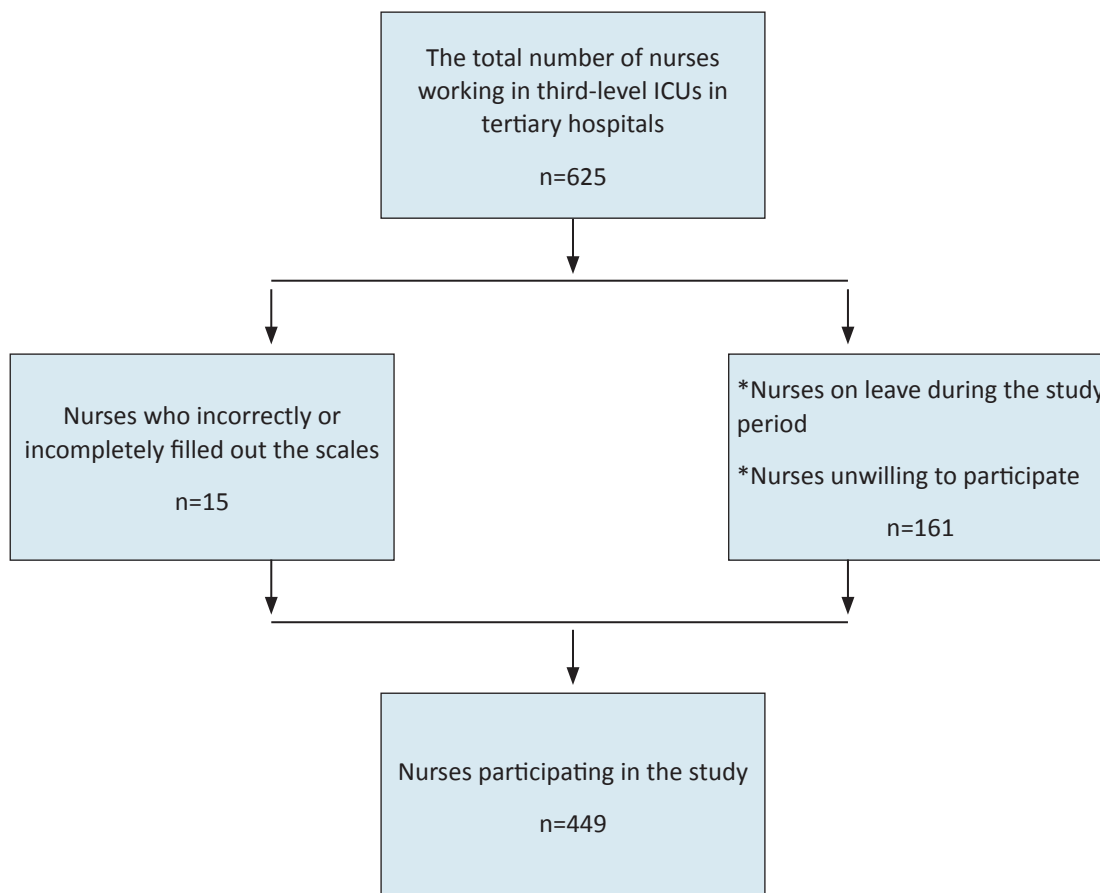 The total number of nurses
working in third-level ICUs in
tertiary hospitals
n=625
Nurses who incorrectly or
incompletely filled out the scales
n=15
*Nurses on leave during the study
period
*Nurses unwilling to participate
n=161
Nurses participating in the study
n=449